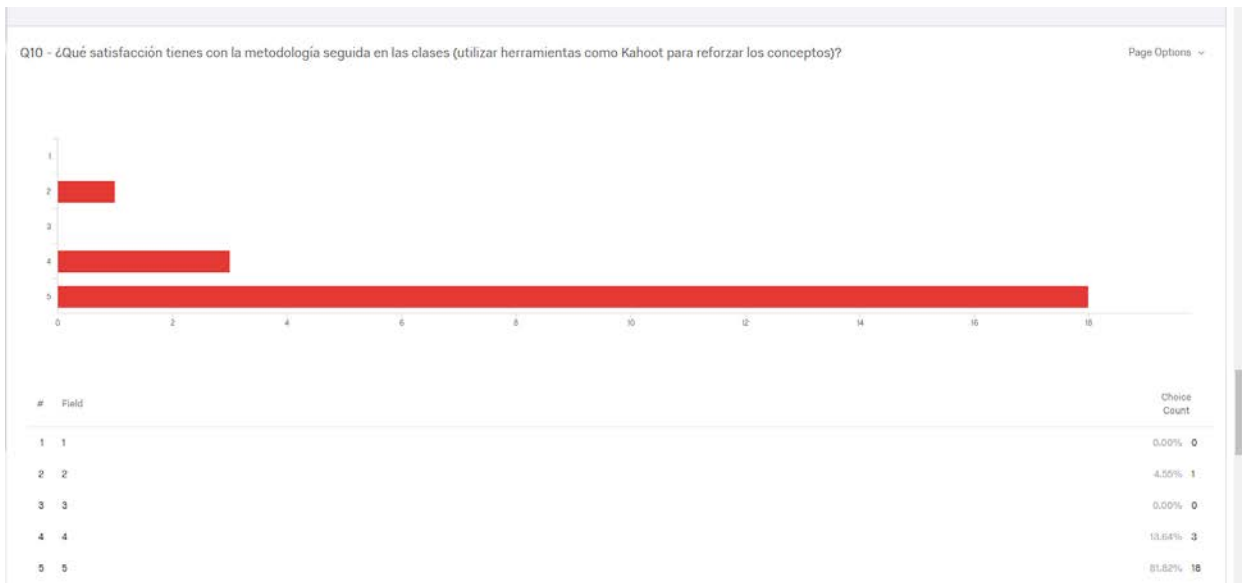 Q10 - ¿Qué satisfacción tienes con la metodología seguida en las clases (utilizar herramientas como Kahoot para reforzar los conceptos)?
Page Options
1
2
3
4
5
0 2 4 6 8 10 12 14 16 18
# Field Choice Count
1 1 0.00% 0
2 2 4.55% 1
3 3 0.00% 0
4 4 13.64% 3
5 5 81.82% 18